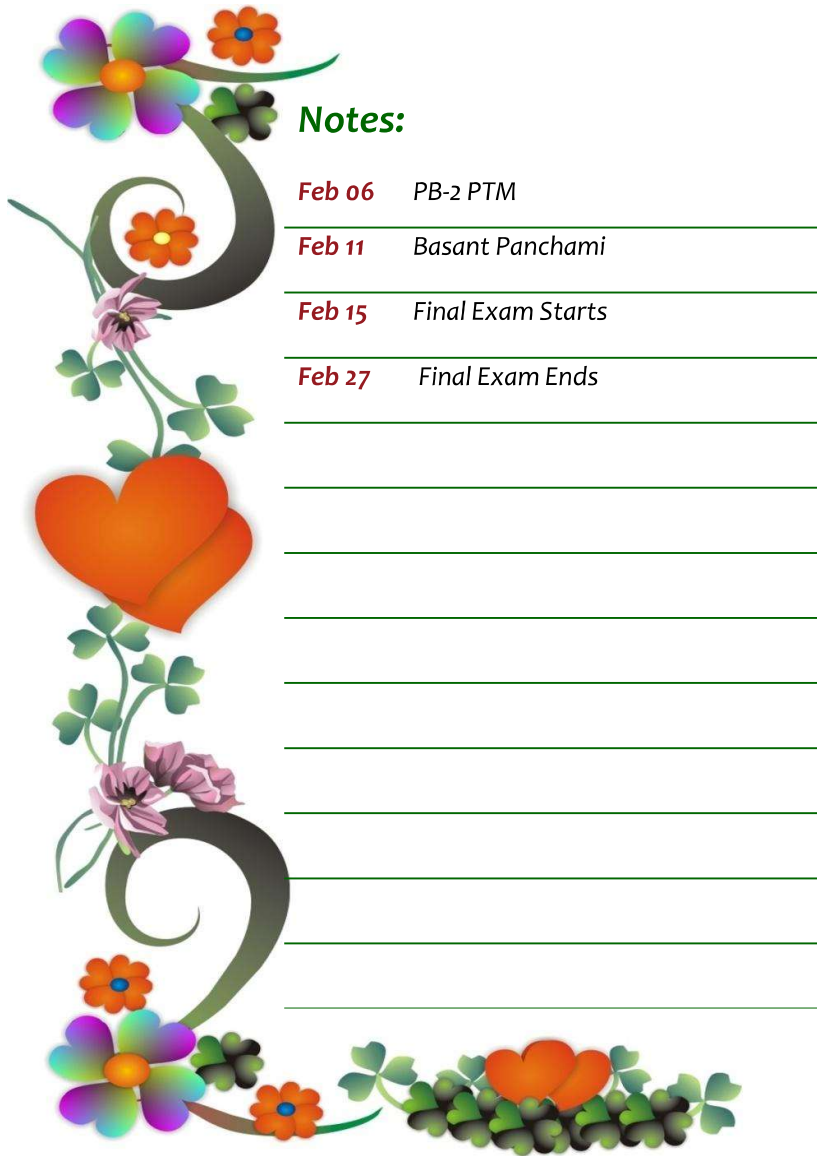 Notes:
Feb 06 PB-2 PTM
Feb 11 Basant Panchami
Feb 15 Final Exam Starts
Feb 27 Final Exam Ends